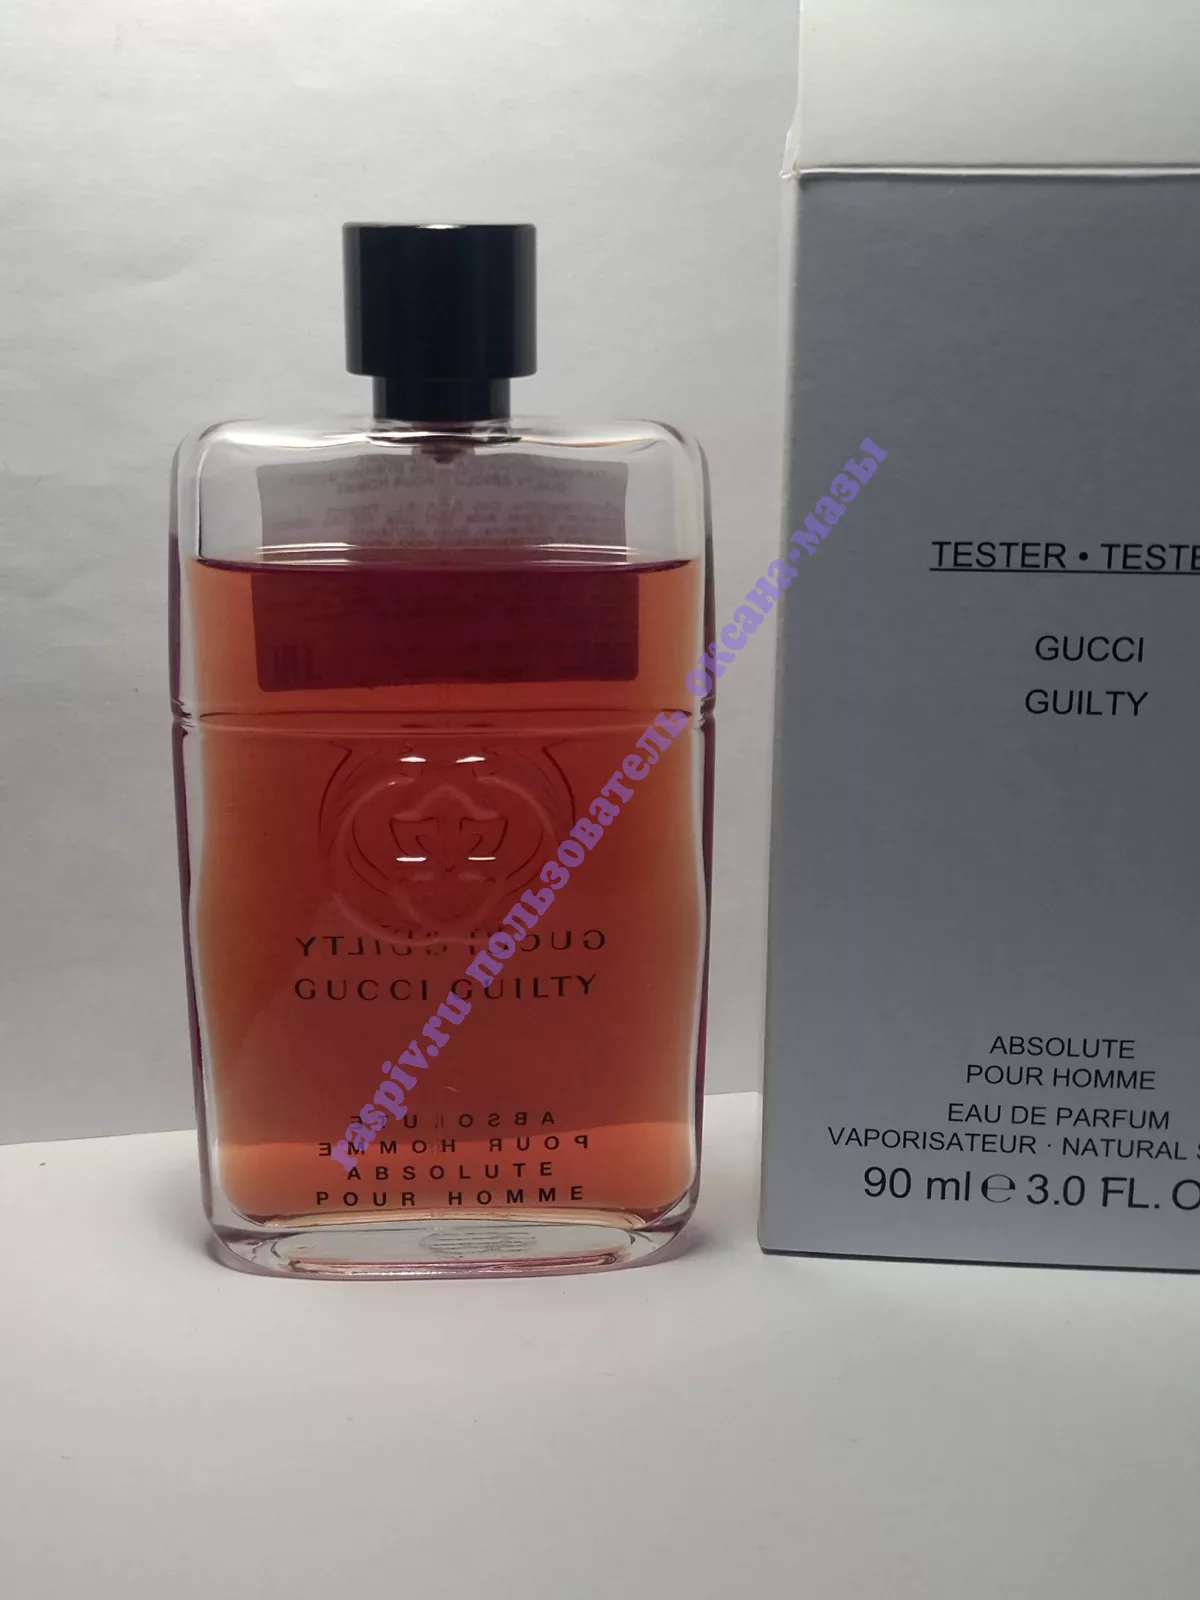 TESTER • TESTE
GUCCI
GUILTY
ABSOLUTE
POUR HOMME
EAU DE PARFUM
VAPORISATEUR · NATURAL
90 ml e 3.0 FL. O
GUCCI GUILTY
GUCCI GUILTY
ABSOLUTE
POUR HOMME
ABSOLUTE
POUR HOMME
raspiv.ru пользователь оксана-мазы